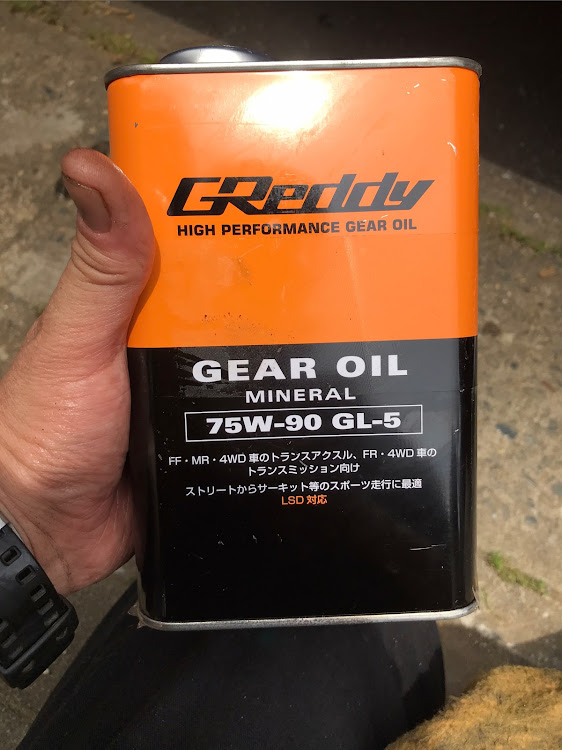 GReddy
HIGH PERFORMANCE GEAR OIL
GEAR OIL
MINERAL
75W-90 GL-5
FF・MR・4WD車のトランスアクスル、FR・4WD車の
トランスミッション向け
ストリートからサーキット等のスポーツ走行に最適
LSD対応